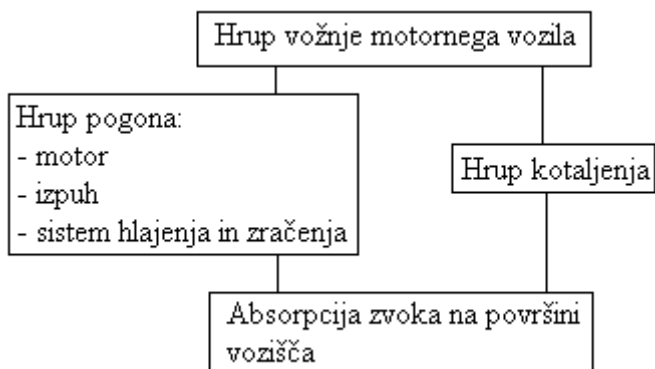 Hrup vožnje motornega vozila
Hrup pogona:
- motor
- izpuh
- sistem hlajenja in zračenja
Hrup kotaljenja
Absorpcija zvoka na površini
vozišča